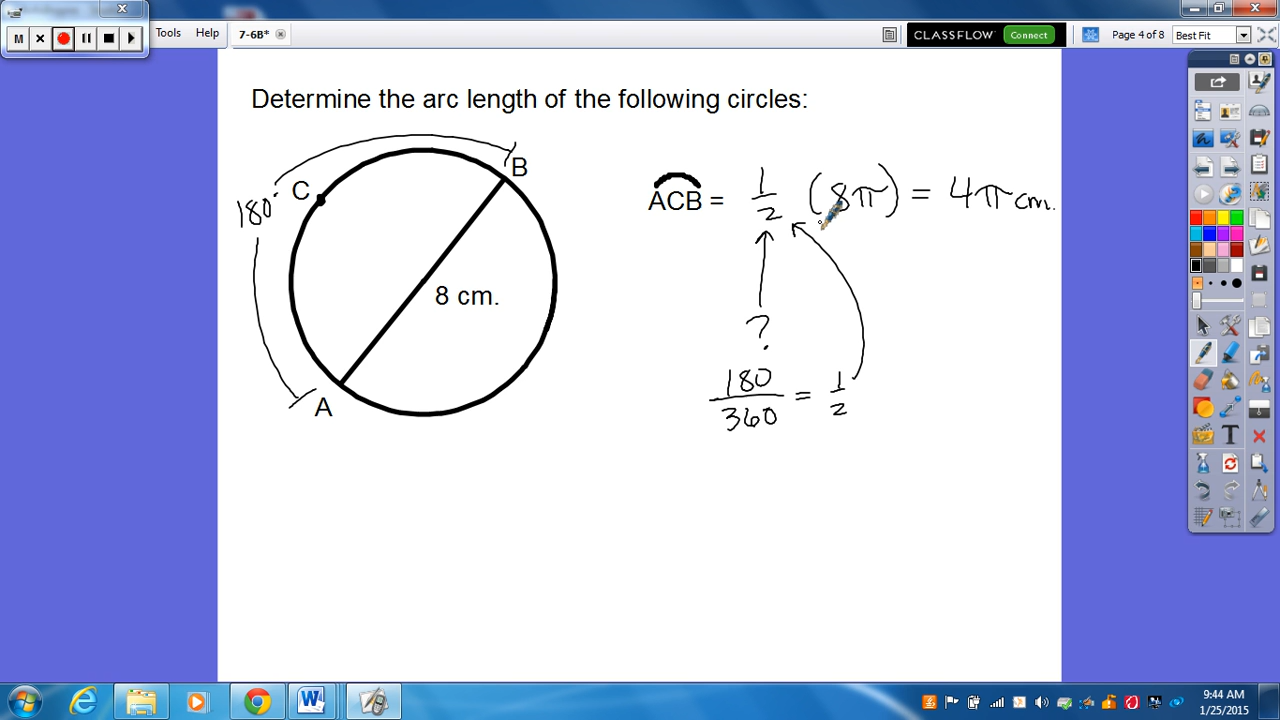 M
Tools Help 7-6B*
CLASSFLOW Connect
Page 4 of 8 Best Fit
Determine the arc length of the following circles:
B
C
180°
8 cm.
A
ACB = 1/2 (8π) = 4π cm.
?
180/360 = 1/2
T
W
9:44 AM
1/25/2015